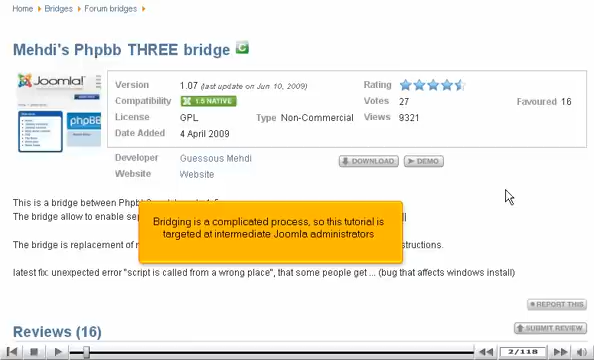 Home Bridges Forum bridges
Mehdi's Phpbb THREE bridge C
Joomla!
phpBB
Version 1.07 (last update on Jun 10, 2009)
Compatibility 1.5 NATIVE
License GPL Type Non-Commercial
Date Added 4 April 2009
Rating
Votes 27 Favoured 16
Views 9321
Developer Guessous Mehdi
Website Website
DOWNLOAD DEMO
This is a bridge between
The bridge allow to enable
Bridging is a complicated process, so this tutorial is
targeted at intermediate Joomla administrators
The bridge is replacement of
latest fix: unexpected error "script is called from a wrong place", that some people get ... (bug that affects windows install)
REPORT THIS
Reviews (16)
SUBMIT REVIEW
2/118